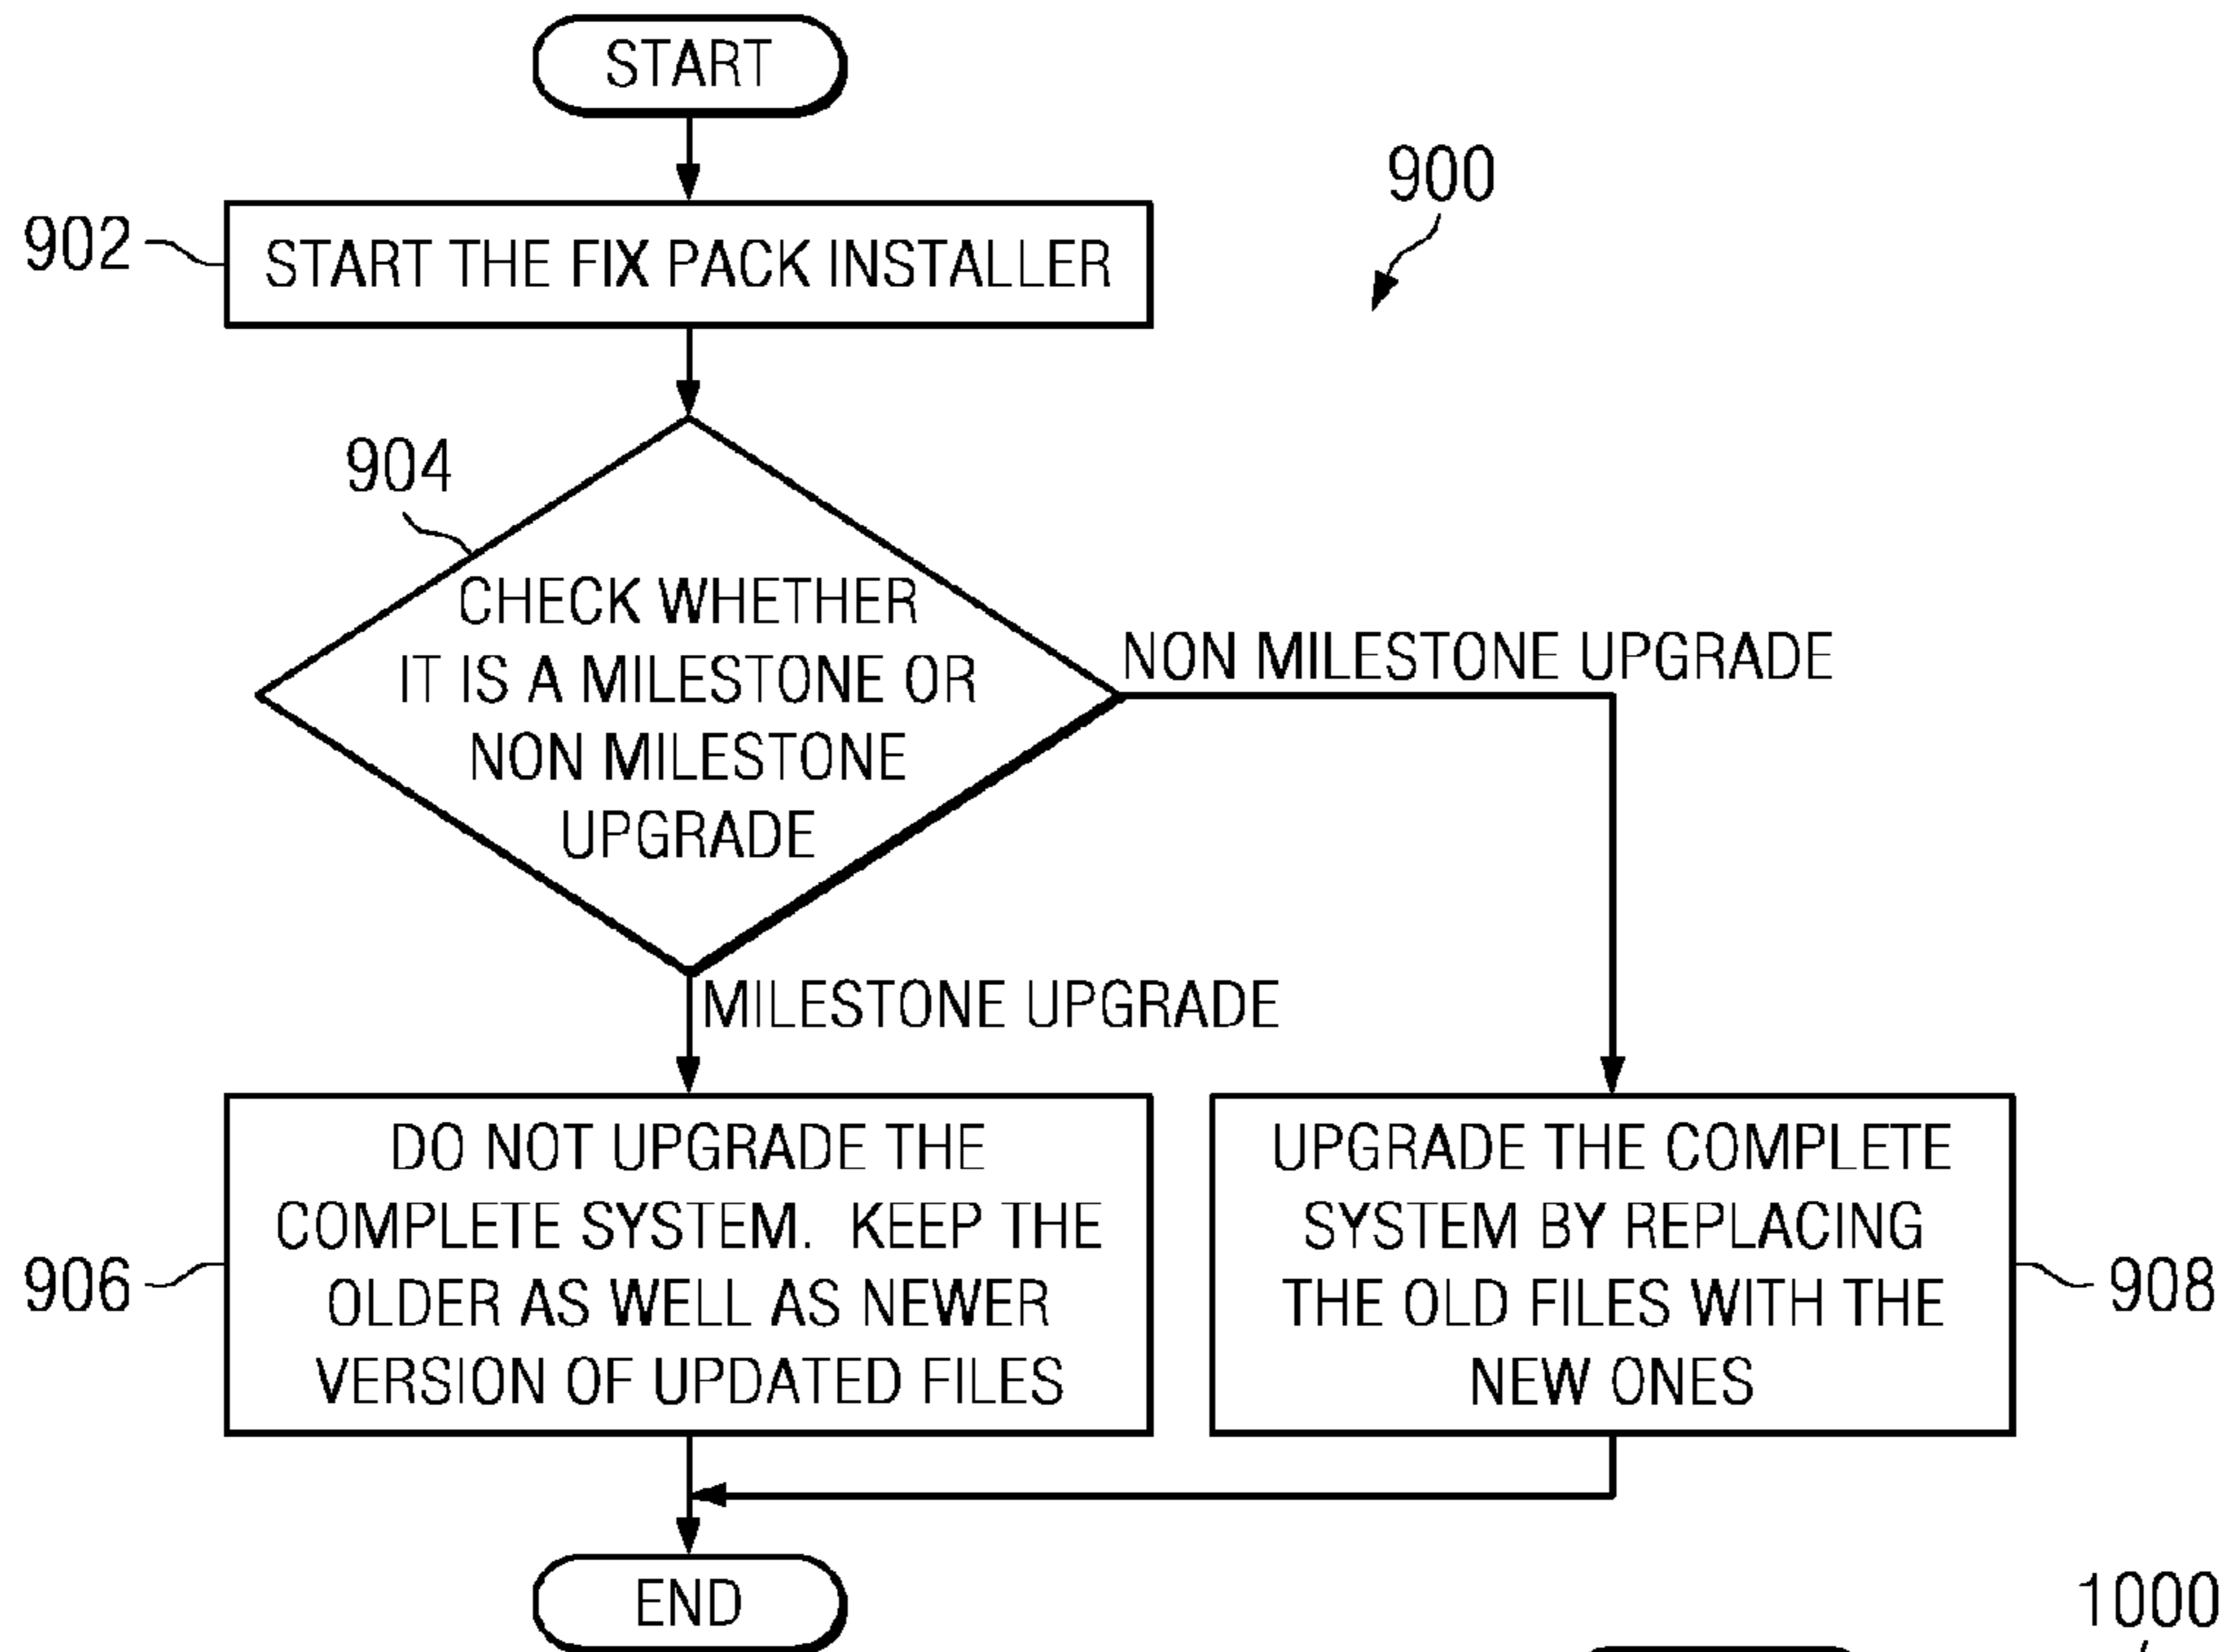 START
900
902
START THE FIX PACK INSTALLER
904
CHECK WHETHER
IT IS A MILESTONE OR
NON MILESTONE
UPGRADE
NON MILESTONE UPGRADE
MILESTONE UPGRADE
906
DO NOT UPGRADE THE
COMPLETE SYSTEM. KEEP THE
OLDER AS WELL AS NEWER
VERSION OF UPDATED FILES
UPGRADE THE COMPLETE
SYSTEM BY REPLACING
THE OLD FILES WITH THE
NEW ONES
908
END
1000